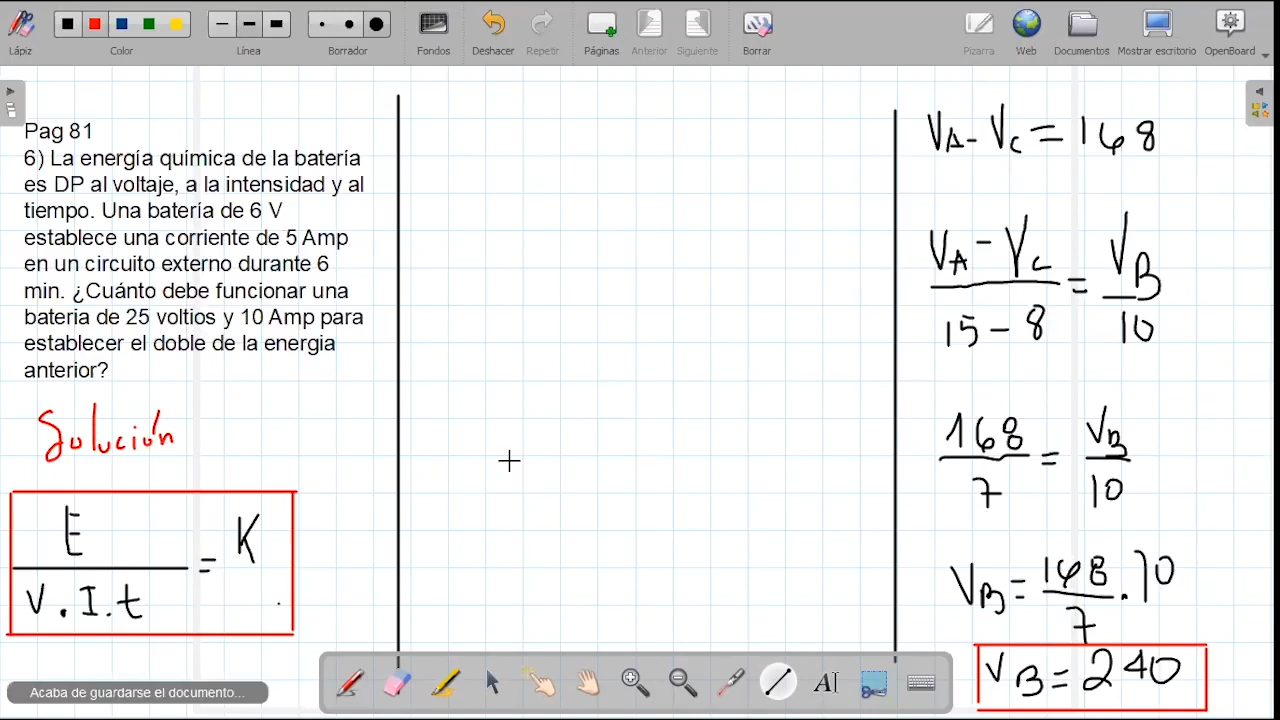 Lápiz
Color
Línea
Borrador
Fondos
Deshacer
Repetir
Páginas
Anterior
Siguiente
Borrar
Pizarra
Web
Documentos
Mostrar escritorio
OpenBoard
Pag 81
6) La energía química de la batería
es DP al voltaje, a la intensidad y al
tiempo. Una batería de 6 V
establece una corriente de 5 Amp
en un circuito externo durante 6
min. ¿Cuánto debe funcionar una
bateria de 25 voltios y 10 Amp para
establecer el doble de la energia
anterior?
Solución
E
——— = K
V.I.t
VA - VC = 168
VA - VC = VB
15 - 8   10
168 = VB
7   10
VB = 168 . 10
7
VB = 240
AI
Acaba de guardarse el documento...